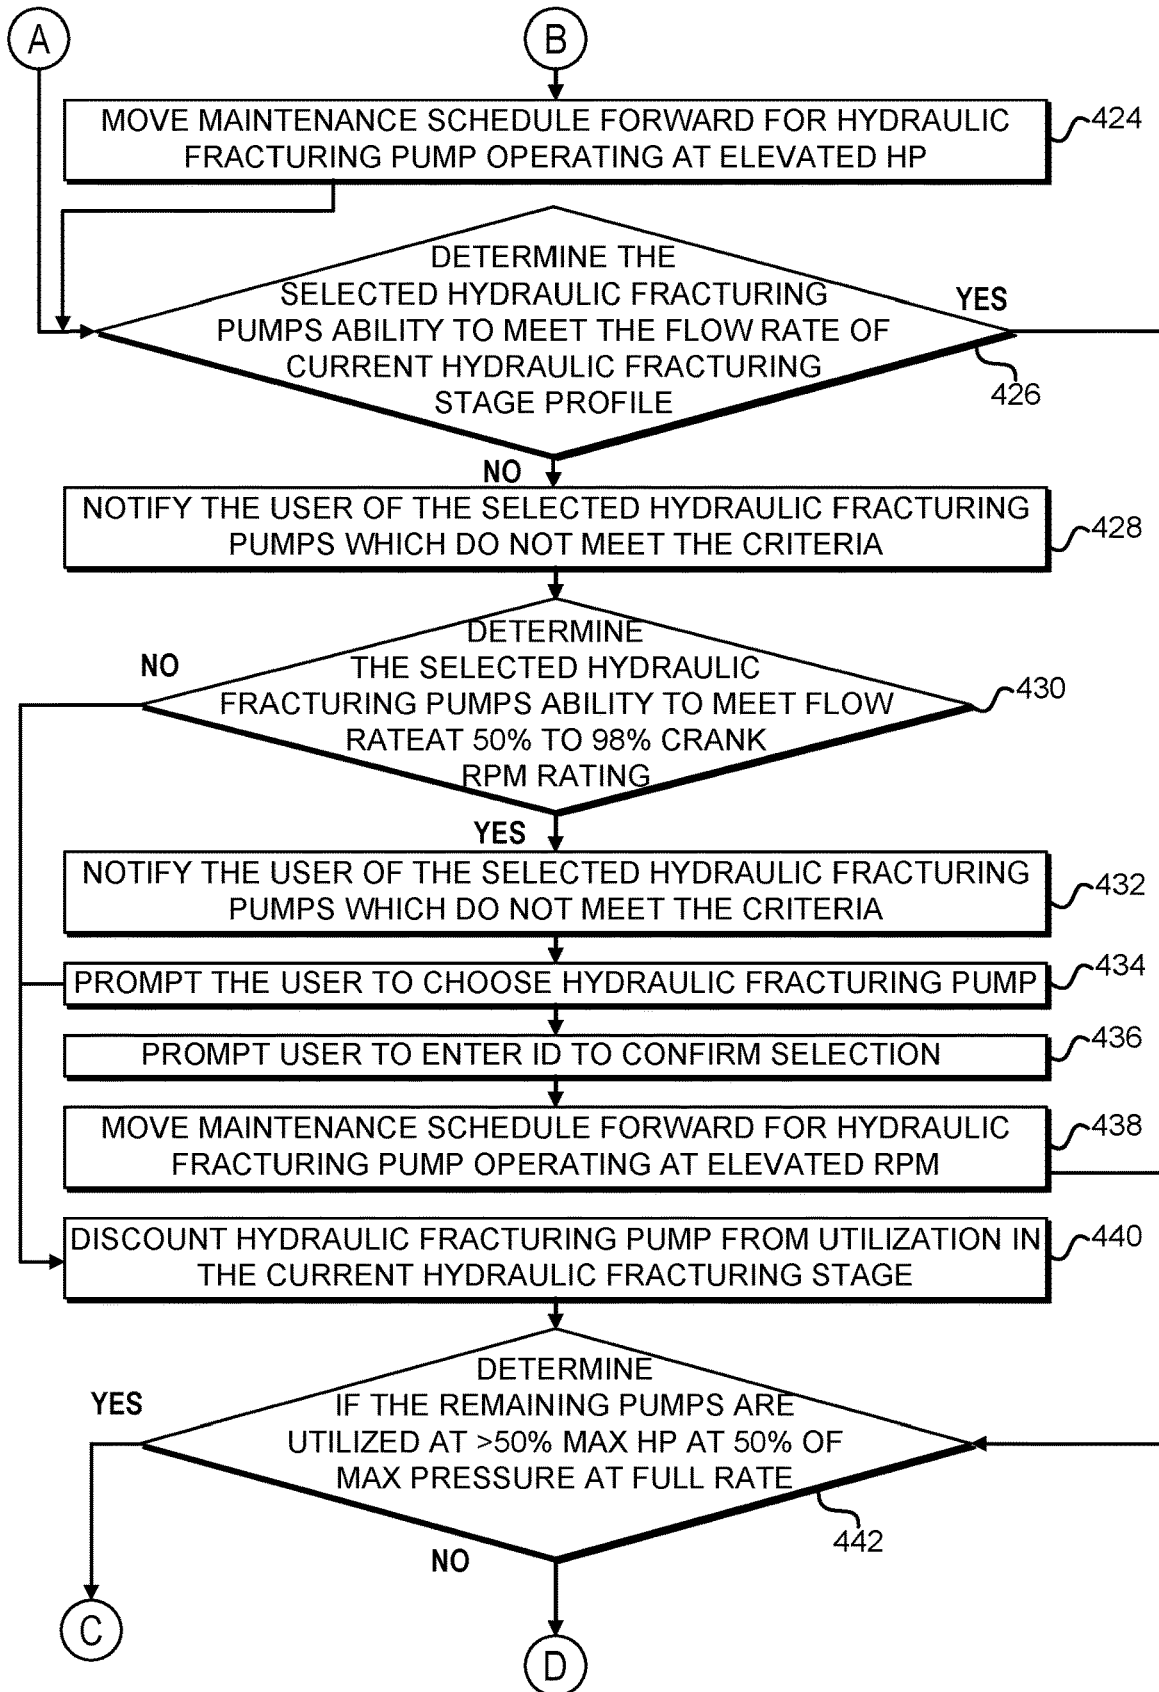 A
B
MOVE MAINTENANCE SCHEDULE FORWARD FOR HYDRAULIC
FRACTURING PUMP OPERATING AT ELEVATED HP
424
DETERMINE THE
SELECTED HYDRAULIC FRACTURING
PUMPS ABILITY TO MEET THE FLOW RATE OF
CURRENT HYDRAULIC FRACTURING
STAGE PROFILE
YES
426
NO
NOTIFY THE USER OF THE SELECTED HYDRAULIC FRACTURING
PUMPS WHICH DO NOT MEET THE CRITERIA
428
DETERMINE
THE SELECTED HYDRAULIC
FRACTURING PUMPS ABILITY TO MEET FLOW
RATEAT 50% TO 98% CRANK
RPM RATING
NO
430
YES
NOTIFY THE USER OF THE SELECTED HYDRAULIC FRACTURING
PUMPS WHICH DO NOT MEET THE CRITERIA
432
PROMPT THE USER TO CHOOSE HYDRAULIC FRACTURING PUMP
434
PROMPT USER TO ENTER ID TO CONFIRM SELECTION
436
MOVE MAINTENANCE SCHEDULE FORWARD FOR HYDRAULIC
FRACTURING PUMP OPERATING AT ELEVATED RPM
438
DISCOUNT HYDRAULIC FRACTURING PUMP FROM UTILIZATION IN
THE CURRENT HYDRAULIC FRACTURING STAGE
440
DETERMINE
IF THE REMAINING PUMPS ARE
UTILIZED AT >50% MAX HP AT 50% OF
MAX PRESSURE AT FULL RATE
YES
442
NO
C
D